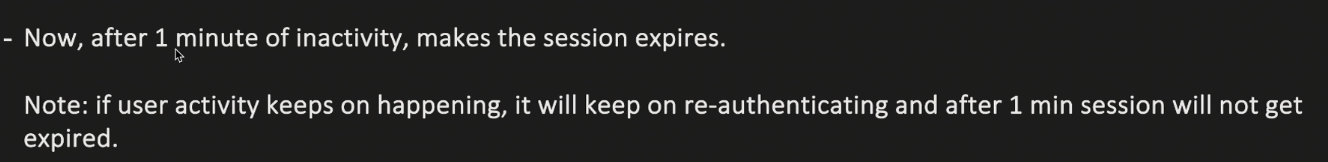 - Now, after 1 minute of inactivity, makes the session expires.
Note: if user activity keeps on happening, it will keep on re-authenticating and after 1 min session will not get
expired.